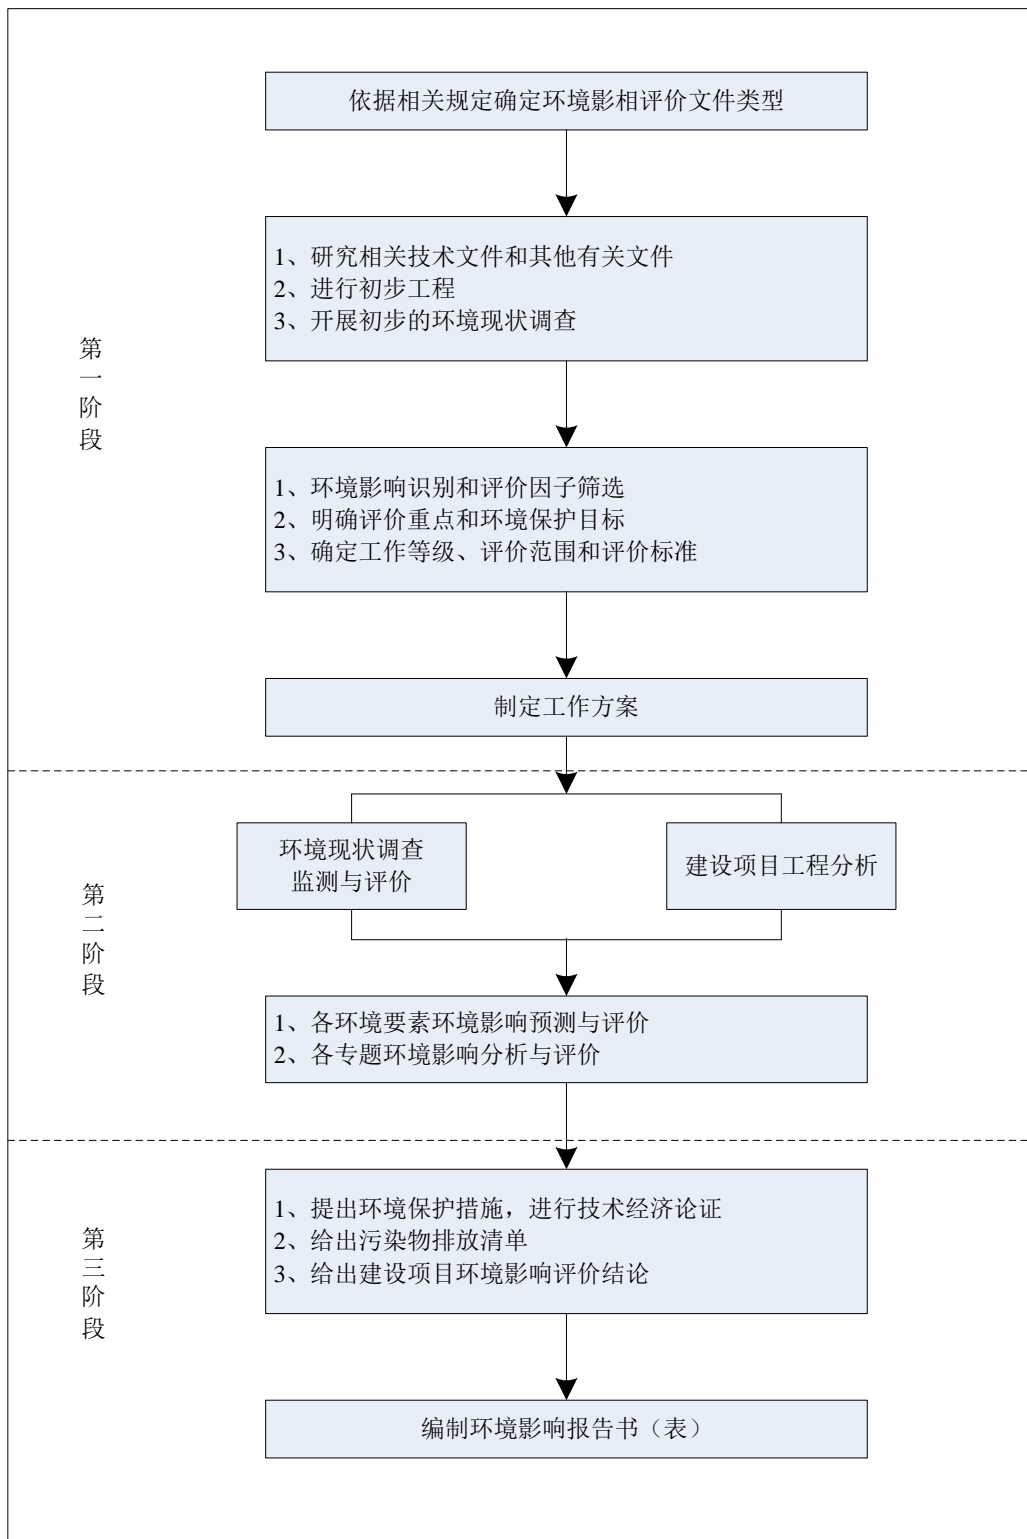 依据相关规定确定环境影相评价文件类型
1、研究相关技术文件和其他有关文件
2、进行初步工程
3、开展初步的环境现状调查
第一阶段
1、环境影响识别和评价因子筛选
2、明确评价重点和环境保护目标
3、确定工作等级、评价范围和评价标准
制定工作方案
环境现状调查
监测与评价
建设项目工程分析
第二阶段
1、各环境要素环境影响预测与评价
2、各专题环境影响分析与评价
1、提出环境保护措施，进行技术经济论证
2、给出污染物排放清单
3、给出建设项目环境影响评价结论
第三阶段
编制环境影响报告书（表）